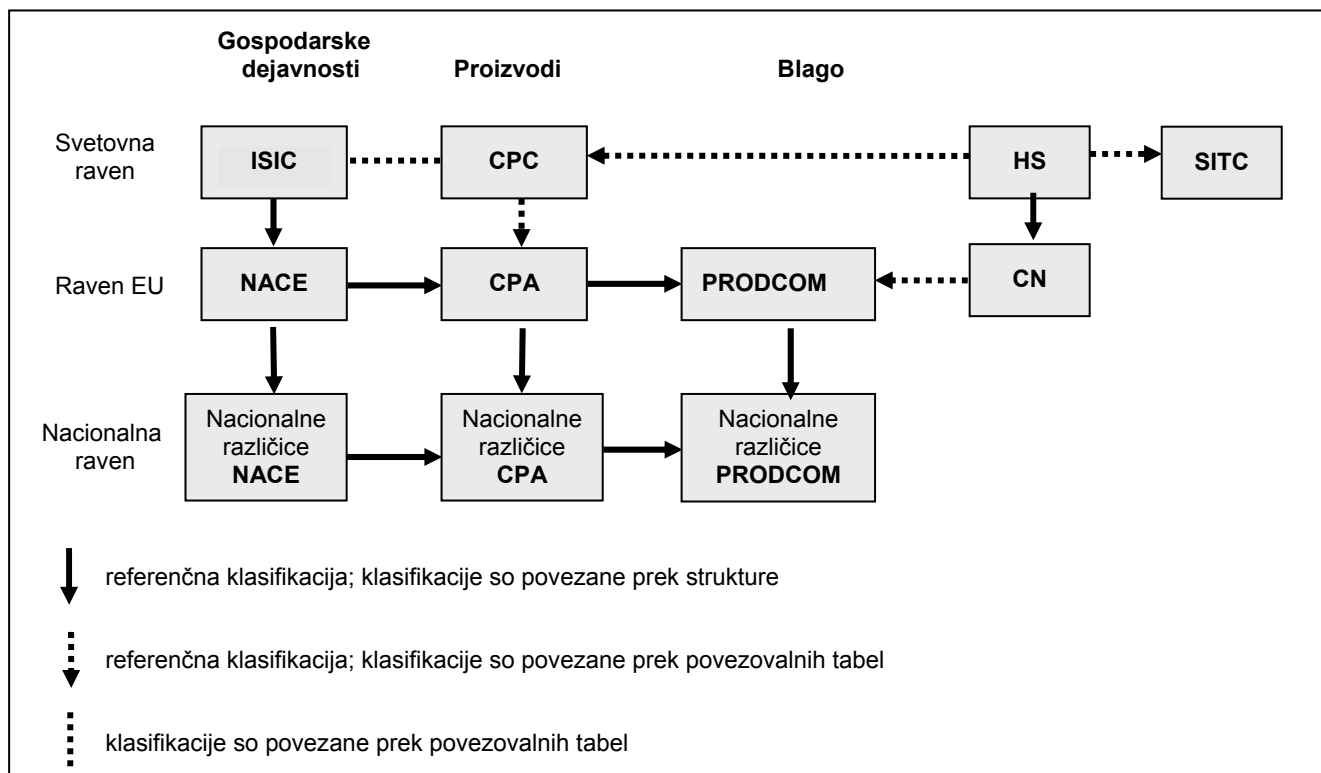 Gospodarske
dejavnosti
Proizvodi
Blago
Svetovna
raven
ISIC
CPC
HS
SITC
Raven EU
NACE
CPA
PRODCOM
CN
Nacionalna
raven
Nacionalne
različice
NACE
Nacionalne
različice
CPA
Nacionalne
različice
PRODCOM
referenčna klasifikacija; klasifikacije so povezane prek strukture
referenčna klasifikacija; klasifikacije so povezane prek povezovalnih tabel
klasifikacije so povezane prek povezovalnih tabel